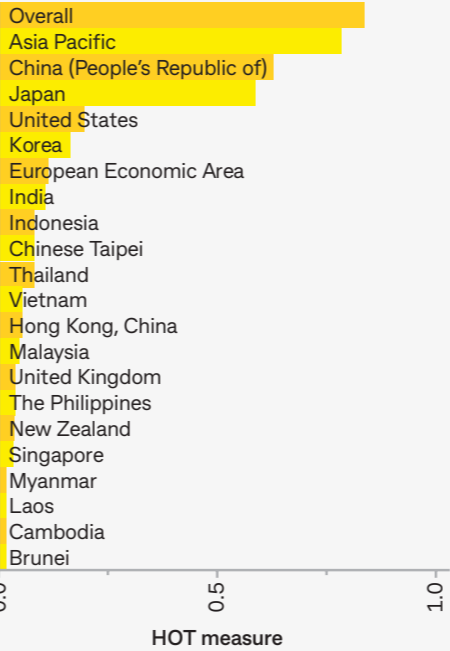 Overall
Asia Pacific
China (People’s Republic of)
Japan
United States
Korea
European Economic Area
India
Indonesia
Chinese Taipei
Thailand
Vietnam
Hong Kong, China
Malaysia
United Kingdom
The Philippines
New Zealand
Singapore
Myanmar
Laos
Cambodia
Brunei
0.0 0.5 1.0
HOT measure